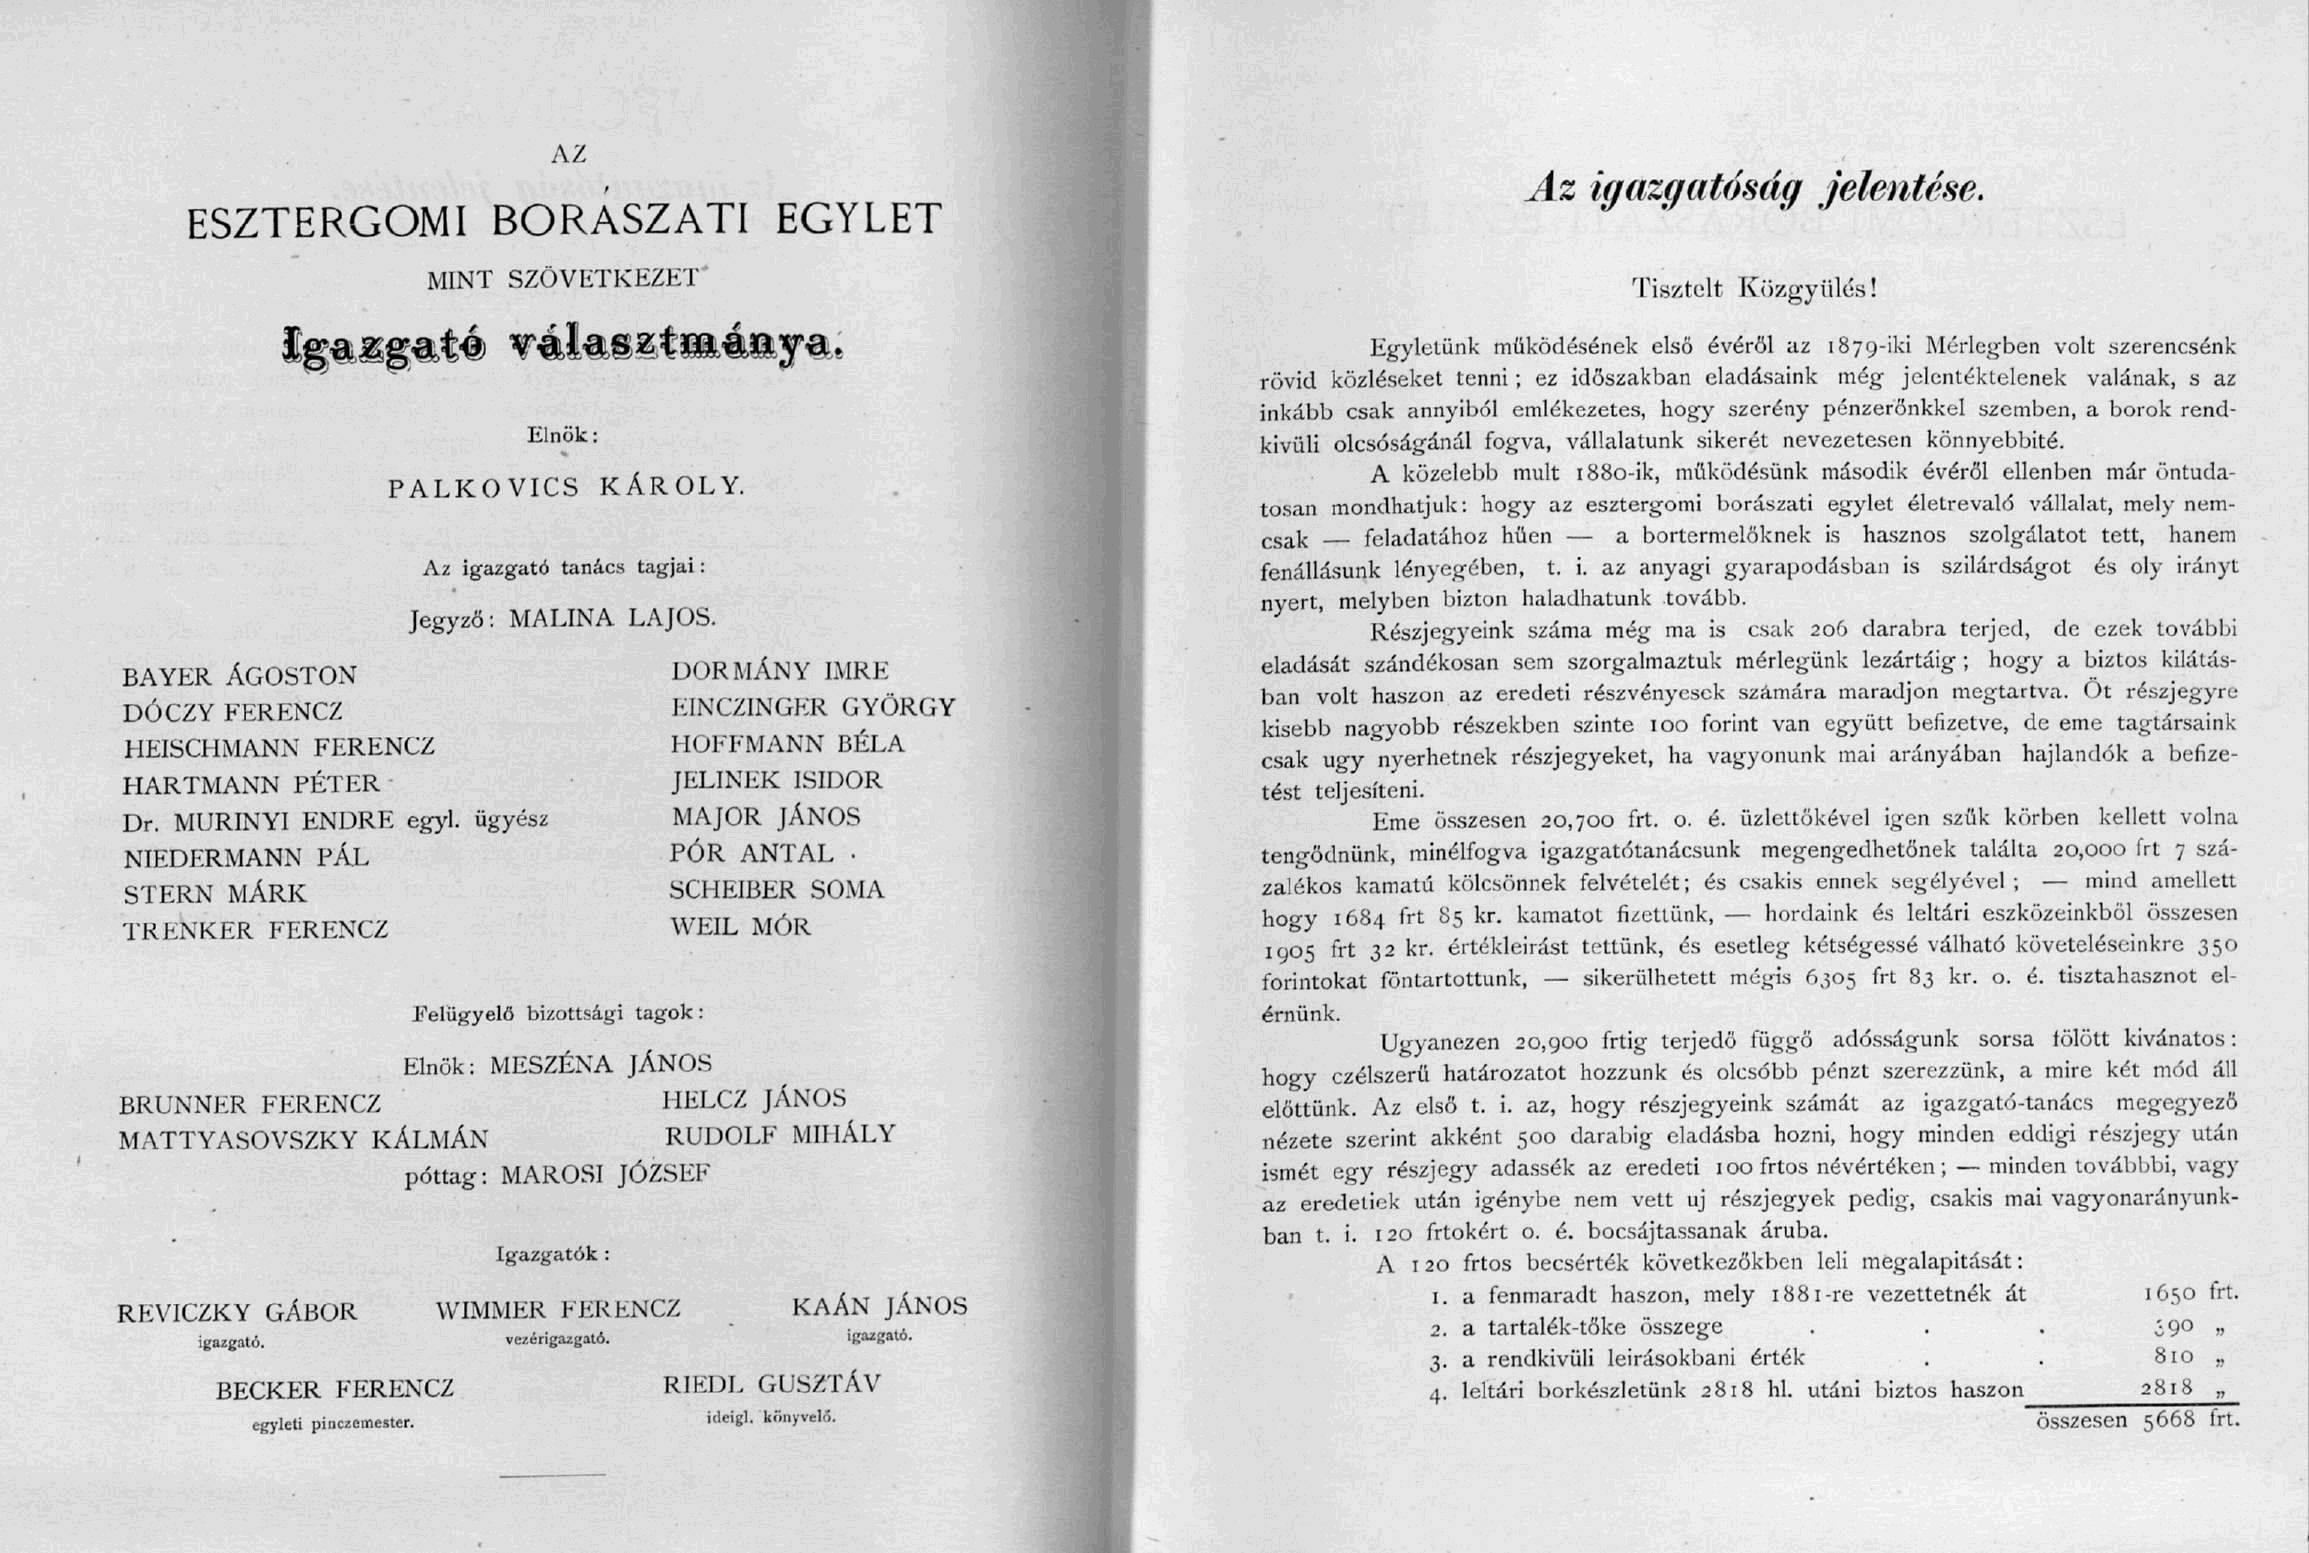 AZ
ESZTERGOMI BORÁSZATI EGYLET
MINT SZÖVETKEZET
Igazgató választmánya.
Elnök:
PALKOVICS KÁROLY.
Az igazgató tanács tagjai:
Jegyző: MALINA LAJOS.
BAYER ÁGOSTON
DÓCZY FERENCZ
HEISCHMANN FERENCZ
HARTMANN PÉTER
Dr. MURINYI ENDRE egyl. ügyész
NIEDERMANN PÁL
STERN MÁRK
TRENKER FERENCZ
DORMÁNY IMRE
EINCZINGER GYÖRGY
HOFFMANN BÉLA
JELINEK ISIDOR
MAJOR JÁNOS
PÓR ANTAL
SCHEIBER SOMA
WEIL MÓR
Felügyelő bizottsági tagok:
Elnök: MESZÉNA JÁNOS
BRUNNER FERENCZ HELCZ JÁNOS
MATTYASOVSZKY KÁLMÁN RUDOLF MIHÁLY
póttag: MAROSI JÓZSEF
Igazgatók:
REVICZKY GÁBOR WIMMER FERENCZ KAÁN JÁNOS
igazgató. vezérigazgató. igazgató.
BECKER FERENCZ RIEDL GUSZTÁV
egyleti pinczemester. ideigl. könyvelő.
Az igazgatóság jelentése.
Tisztelt Közgyülés!
Egyletünk működésének első évéről az 1879-iki Mérlegben volt szerencsénk
rövid közléseket tenni; ez időszakban eladásaink még jelentéktelenek valának, s az
inkább csak annyiból emlékezetes, hogy szerény pénzerőnkkel szemben, a borok rend-
kivüli olcsóságánál fogva, vállalatunk sikerét nevezetesen könnyebbité.
A közelebb mult 1880-ik, működésünk második évéről ellenben már öntuda-
tosan mondhatjuk: hogy az esztergomi borászati egylet életrevaló vállalat, mely nem-
csak — feladatához hűen — a bortermelőknek is hasznos szolgálatot tett, hanem
fenállásunk lényegében, t. i. az anyagi gyarapodásban is szilárdságot és oly irányt
nyert, melyben bizton haladhatunk tovább.
Részjegyeink száma még ma is csak 206 darabra terjed, de ezek további
eladását szándékosan sem szorgalmaztuk mérlegünk lezártáig; hogy a biztos kilátás-
ban volt haszon az eredeti részvényesek számára maradjon megtartva. Öt részjegyre
kisebb nagyobb részekben szinte 100 forint van együtt befizetve, de eme tagtársaink
csak ugy nyerhetnek részjegyeket, ha vagyonunk mai arányában hajlandók a befize-
tést teljesíteni.
Eme összesen 20,700 frt. o. é. üzlettőkével igen szűk körben kellett volna
tengődnünk, minélfogva igazgatótanácsunk megengedhetőnek találta 20,000 frt 7 szá-
zalékos kamatú kölcsönnek felvételét; és csakis ennek segélyével; — mind amellett
hogy 1684 frt 85 kr. kamatot fizettünk, — hordaink és leltári eszközeinkből összesen
1905 frt 32 kr. értékleirást tettünk, és esetleg kétségessé válható követeléseinkre 350
forintokat föntartottunk, — sikerülhetett mégis 6305 frt 83 kr. o. é. tisztahasznot el-
érnünk.
Ugyanezen 20,900 frtig terjedő függő adósságunk sorsa fölött kivánatos:
hogy czélszerű határozatot hozzunk és olcsóbb pénzt szerezzünk, a mire két mód áll
előttünk. Az első t. i. az, hogy részjegyeink számát az igazgató-tanács megegyező
nézete szerint akként 500 darabig eladásba hozni, hogy minden eddigi részjegy után
ismét egy részjegy adassék az eredeti 100 frtos névértéken; — minden továbbbi, vagy
az eredetiek után igénybe nem vett uj részjegyek pedig, csakis mai vagyonarányunk-
ban t. i. 120 frtokért o. é. bocsájtassanak áruba.
A 120 frtos becsérték következőkben leli megalapitását:
1. a fenmaradt haszon, mely 1881-re vezettetnék át 1650 frt.
2. a tartalék-tőke összege . . . 390 „
3. a rendkivüli leirásokbani érték . . 810 „
4. leltári borkészletünk 2818 hl. utáni biztos haszon 2818 „
összesen 5668 frt.